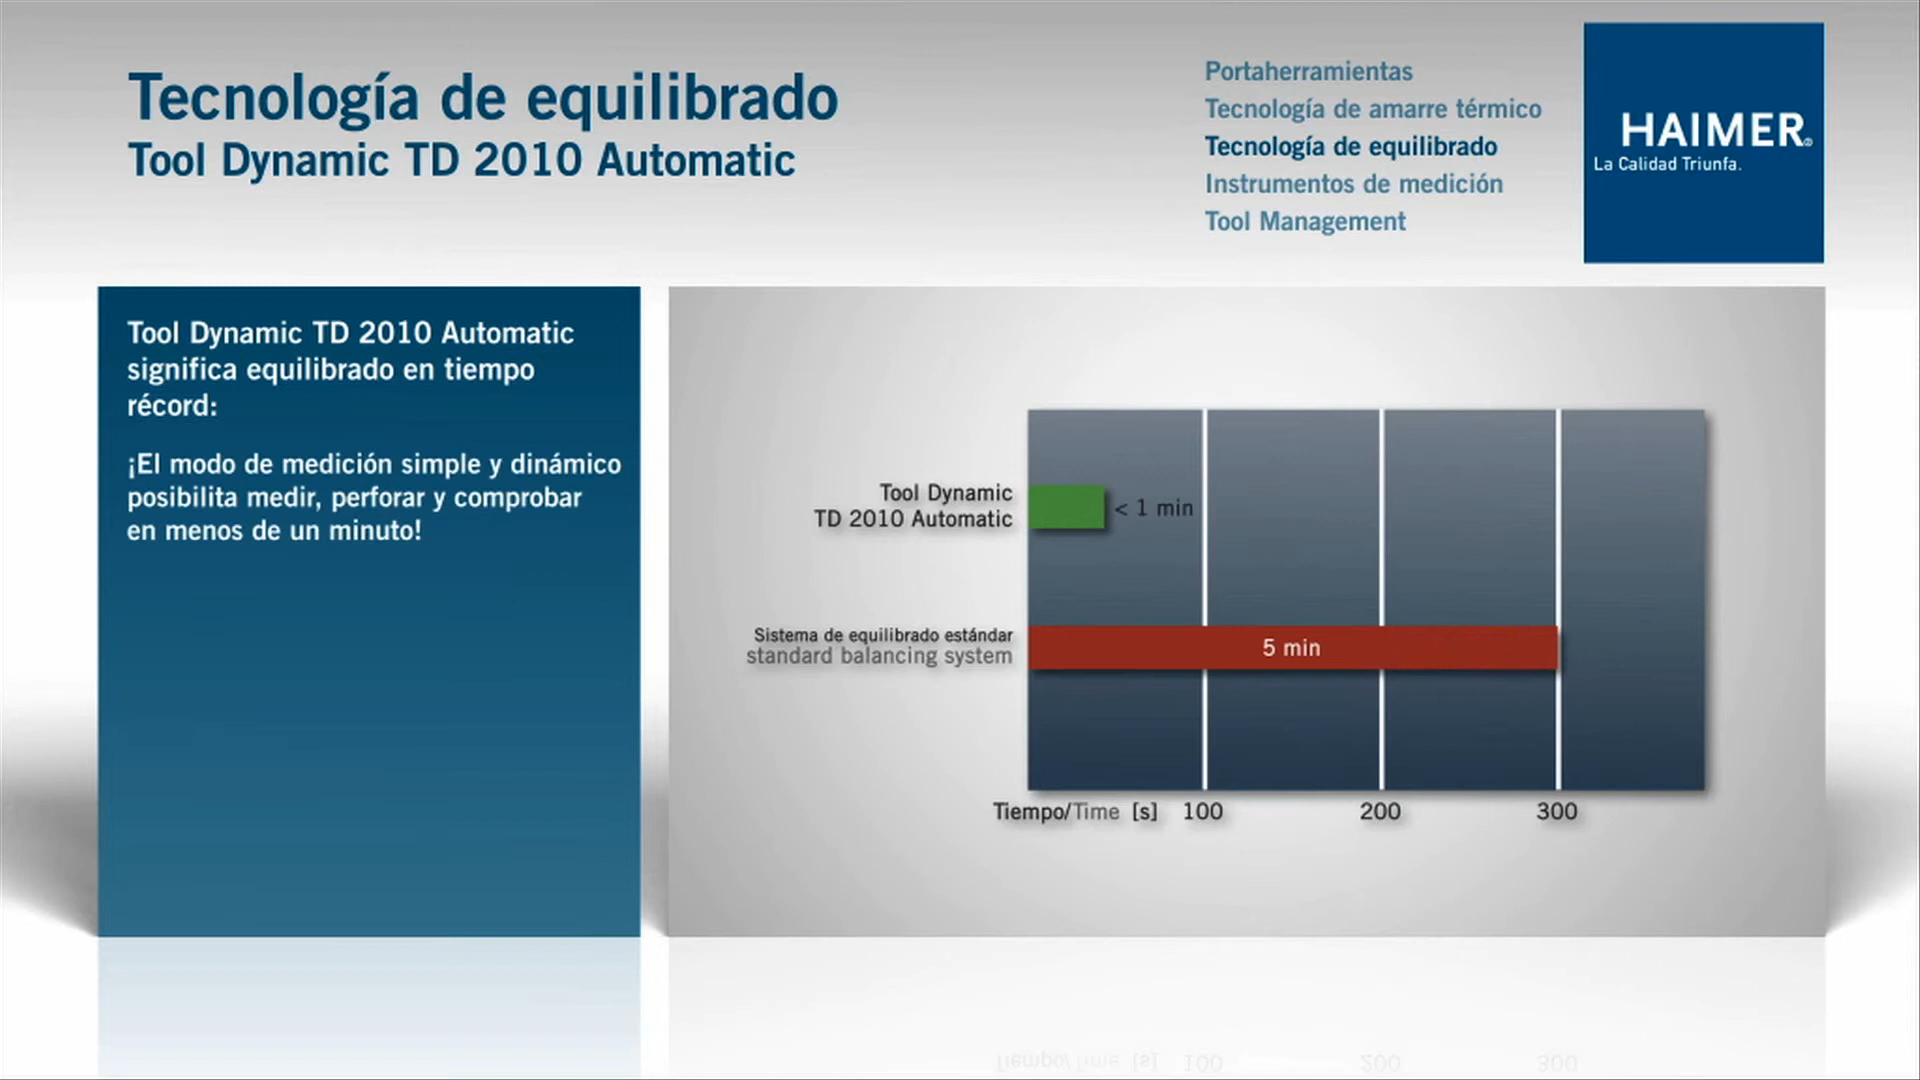 Tecnología de equilibrado
Tool Dynamic TD 2010 Automatic
Portaherramientas
Tecnología de amarre térmico
Tecnología de equilibrado
Instrumentos de medición
Tool Management
HAIMER®
La Calidad Triunfa.
Tool Dynamic TD 2010 Automatic
significa equilibrado en tiempo
récord:
¡El modo de medición simple y dinámico
posibilita medir, perforar y comprobar
en menos de un minuto!
Tool Dynamic
TD 2010 Automatic
< 1 min
Sistema de equilibrado estándar
standard balancing system
5 min
Tiempo/Time [s] 100 200 300